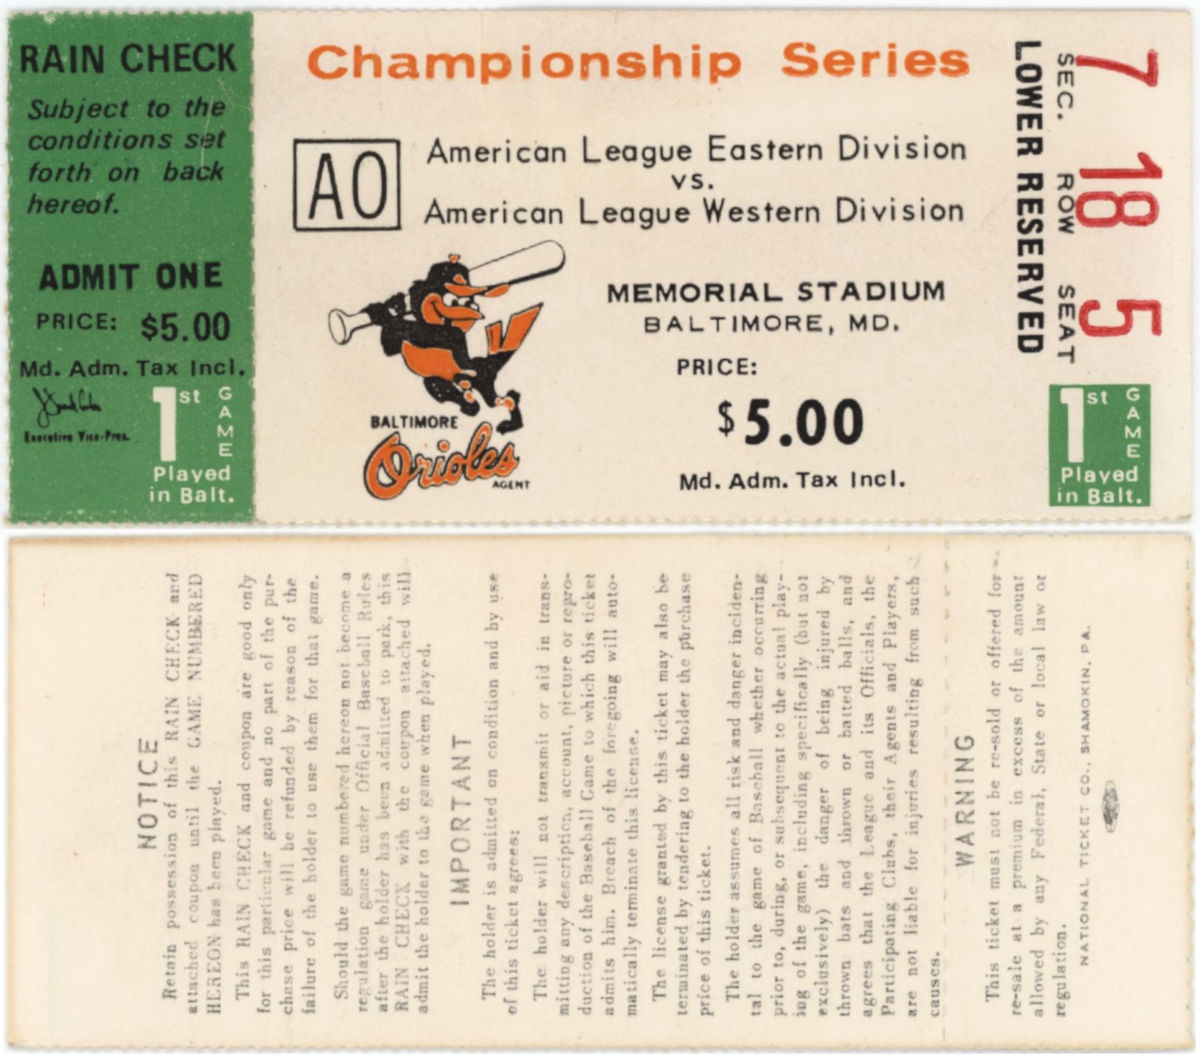 RAIN CHECK
Subject to the
conditions set
forth on back
hereof.
ADMIT ONE
PRICE: $5.00
Md. Adm. Tax Incl.
Executive Vice-Pres.
1st GAME
Played
in Balt.
Championship Series
AO
American League Eastern Division
vs.
American League Western Division
MEMORIAL STADIUM
BALTIMORE, MD.
PRICE:
$5.00
Md. Adm. Tax Incl.
BALTIMORE
Orioles
AGENT
LOWER RESERVED
SEC. ROW SEAT
7 18 5
1st GAME
Played
in Balt.
NOTICE
Retain possession of this RAIN CHECK and
attached coupon until the GAME NUMBERED
HEREON has been played.
This RAIN CHECK and coupon are good only
for this particular game and no part of the pur-
chase price will be refunded by reason of the
failure of the holder to use them for that game.
Should the game numbered hereon not become a
regulation game under Official Baseball Rules
after the holder has been admitted to park, this
RAIN CHECK with the coupon attached will
admit the holder to the game when played.
IMPORTANT
The holder is admitted on condition and by use
of this ticket agrees:
The holder will not transmit or aid in trans-
mitting any description, account, picture or repro-
duction of the Baseball Game to which this ticket
admits him. Breach of the foregoing will auto-
matically terminate this license.
The license granted by this ticket may also be
terminated by tendering to the holder the purchase
price of this ticket.
The holder assumes all risk and danger inciden-
tal to the game of Baseball whether occurring
prior to, during, or subsequent to the actual play-
ing of the game, including specifically (but not
exclusively) the danger of being injured by
thrown bats and thrown or batted balls, and
agrees that the League and its Officials, the
Participating Clubs, their Agents and Players,
are not liable for injuries resulting from such
causes.
WARNING
This ticket must not be re-sold or offered for
re-sale at a premium in excess of the amount
allowed by any Federal, State or local law or
regulation.
NATIONAL TICKET CO., SHAMOKIN, PA.